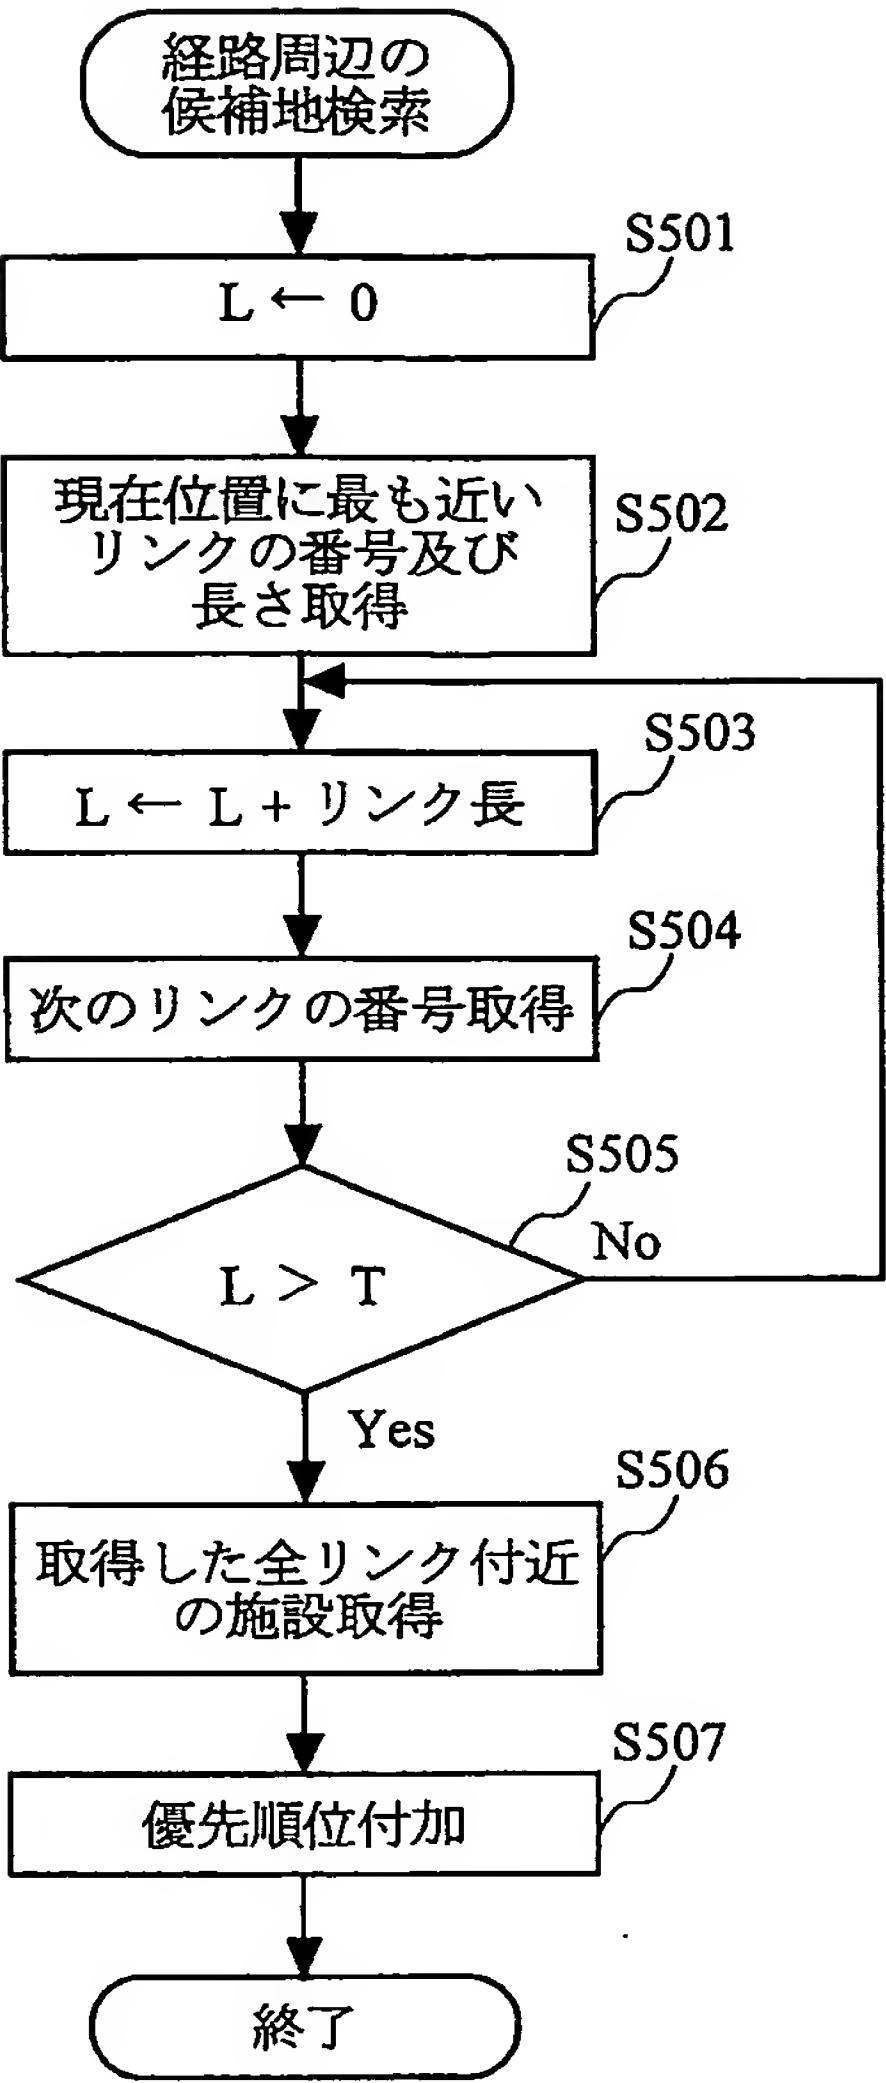 経路周辺の
候補地検索
S501
L ← 0
S502
現在位置に最も近い
リンクの番号及び
長さ取得
S503
L ← L + リンク長
S504
次のリンクの番号取得
S505
No
L > T
Yes
S506
取得した全リンク付近
の施設取得
S507
優先順位付加
終了